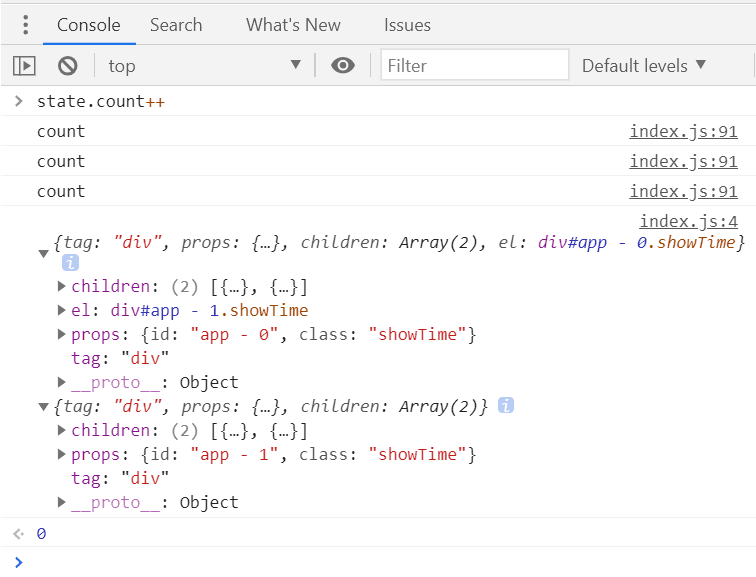 Console Search What's New Issues
top Filter Default levels
state.count++
count index.js:91
count index.js:91
count index.js:91
index.js:4
{tag: "div", props: {…}, children: Array(2), el: div#app - 0.showTime}
i
children: (2) [{…}, {…}]
el: div#app - 1.showTime
props: {id: "app - 0", class: "showTime"}
tag: "div"
__proto__: Object
{tag: "div", props: {…}, children: Array(2)} i
children: (2) [{…}, {…}]
props: {id: "app - 1", class: "showTime"}
tag: "div"
__proto__: Object
0